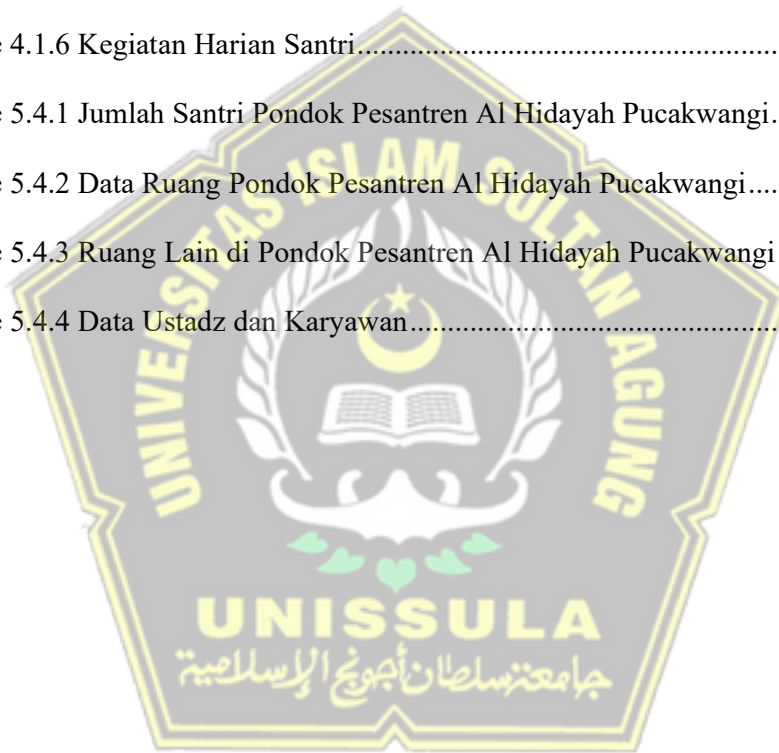 e 4.1.6 Kegiatan Harian Santri................................................................
e 5.4.1 Jumlah Santri Pondok Pesantren Al Hidayah Pucakwangi.
e 5.4.2 Data Ruang Pondok Pesantren Al Hidayah Pucakwangi....
e 5.4.3 Ruang Lain di Pondok Pesantren Al Hidayah Pucakwangi
e 5.4.4 Data Ustadz dan Karyawan........................................................
UNIVERSITAS ISLAM SULTAN AGUNG
UNISSULA
جامعة سلطان أجونج الإسلامية